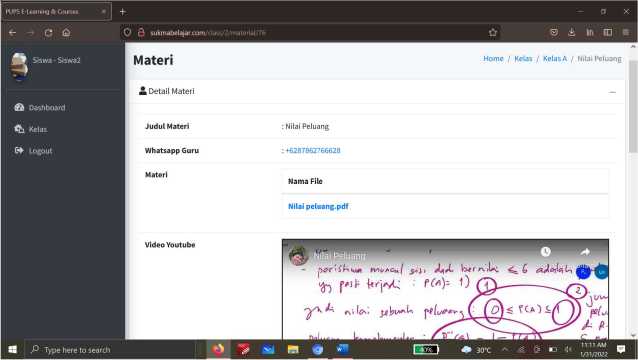 PUPS E-Learning & Courses
sukmabelajar.com/class/2/material/76
Siswa - Siswa2
Dashboard
Kelas
Logout
Materi
Home / Kelas / Kelas A / Nilai Peluang
Detail Materi
Judul Materi : Nilai Peluang
Whatsapp Guru : +6287862766628
Materi
Nama File
Nilai peluang.pdf
Video Youtube
Nilai Peluang
- peristiwa muncul sisi dadu bernilai ≤ 6 adalah
yg pasti terjadi : P(A) = 1)
1
2
jadi nilai sebuah peluang : 0 ≤ P(A) ≤ 1
Type here to search
40%
30°C
11:11 AM
1/31/2022